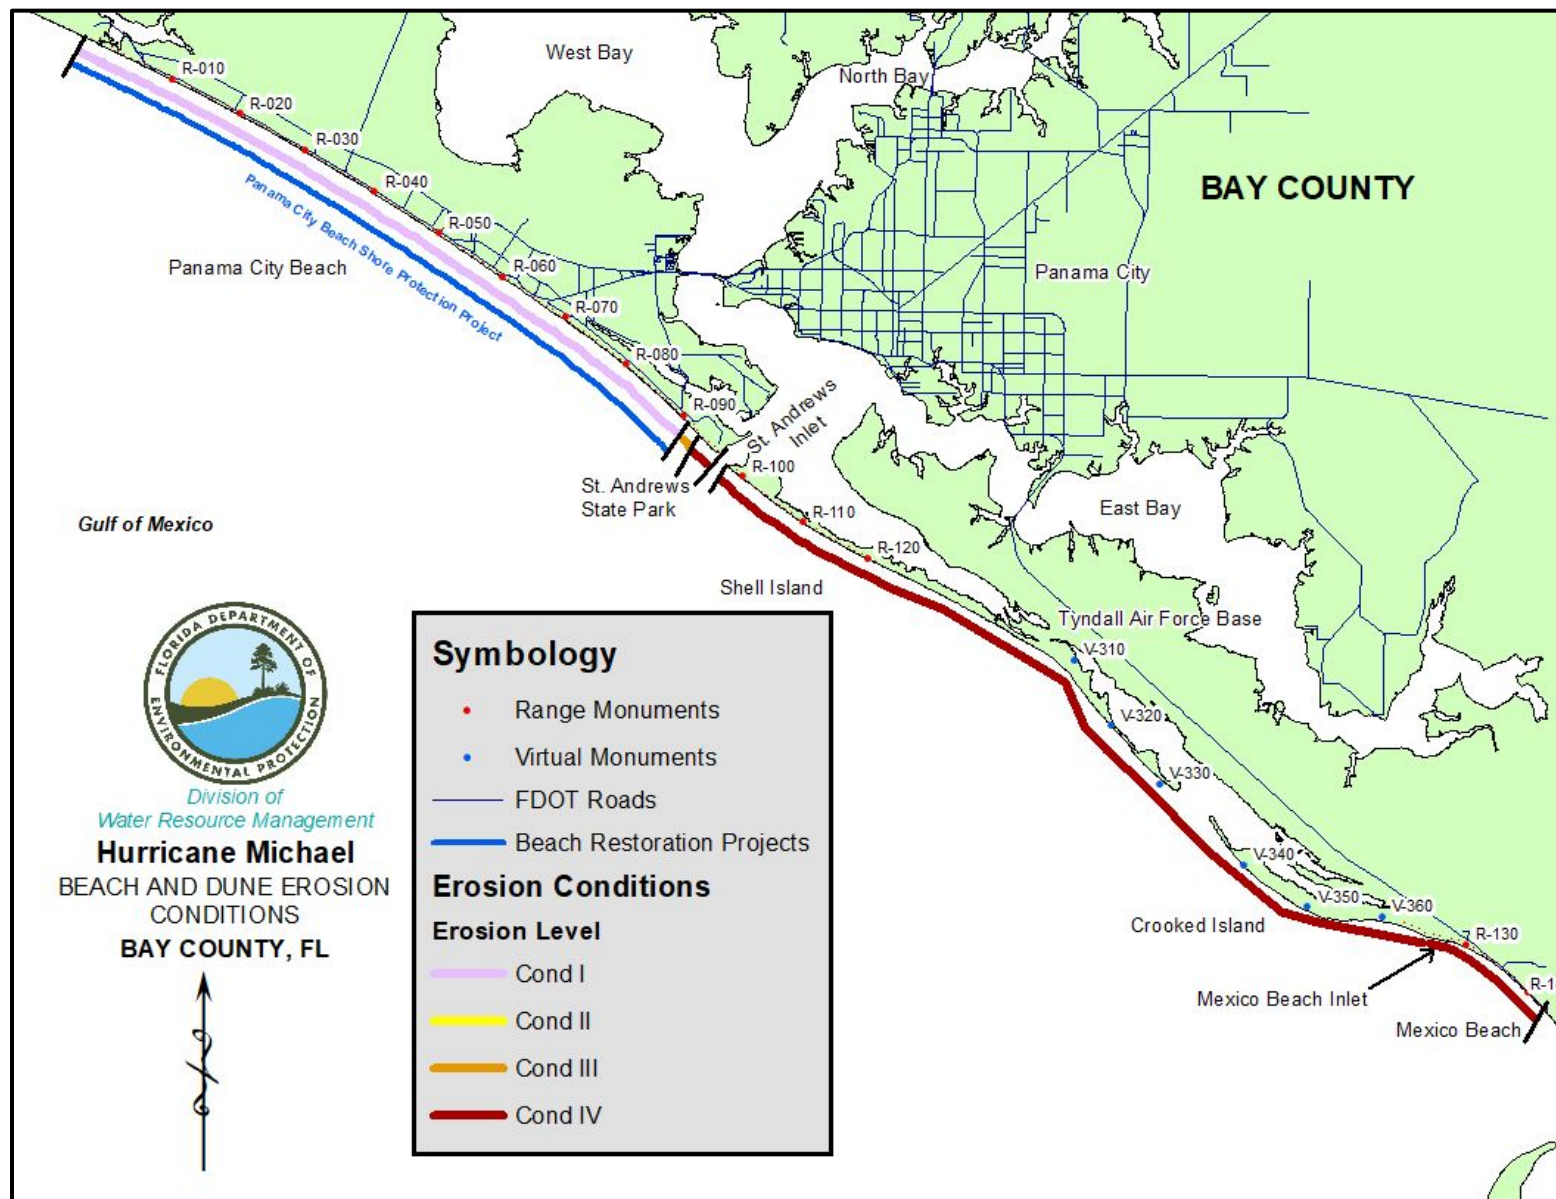 West Bay
North Bay
R-010
R-020
R-030
R-040
R-050
R-060
R-070
R-080
R-090
BAY COUNTY
Panama City Beach
Panama City Beach Shore Protection Project
Panama City
St. Andrews
Inlet
R-100
St. Andrews
State Park
R-110
R-120
East Bay
Gulf of Mexico
Shell Island
Tyndall Air Force Base
V-310
V-320
V-330
V-340
V-350
V-360
Crooked Island
R-130
Mexico Beach Inlet
R-1
Mexico Beach
FLORIDA DEPARTMENT OF
ENVIRONMENTAL PROTECTION
Division of
Water Resource Management
Hurricane Michael
BEACH AND DUNE EROSION
CONDITIONS
BAY COUNTY, FL
Symbology
Range Monuments
Virtual Monuments
FDOT Roads
Beach Restoration Projects
Erosion Conditions
Erosion Level
Cond I
Cond II
Cond III
Cond IV